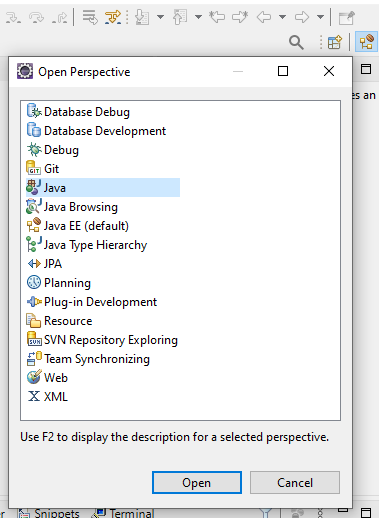 Open Perspective
es an
Database Debug
Database Development
Debug
GIT
Git
Java
Java Browsing
Java EE (default)
Java Type Hierarchy
JPA
Planning
Plug-in Development
Resource
SVN
SVN Repository Exploring
Team Synchronizing
Web
X XML
Use F2 to display the description for a selected perspective.
Open Cancel
Snippets Terminal